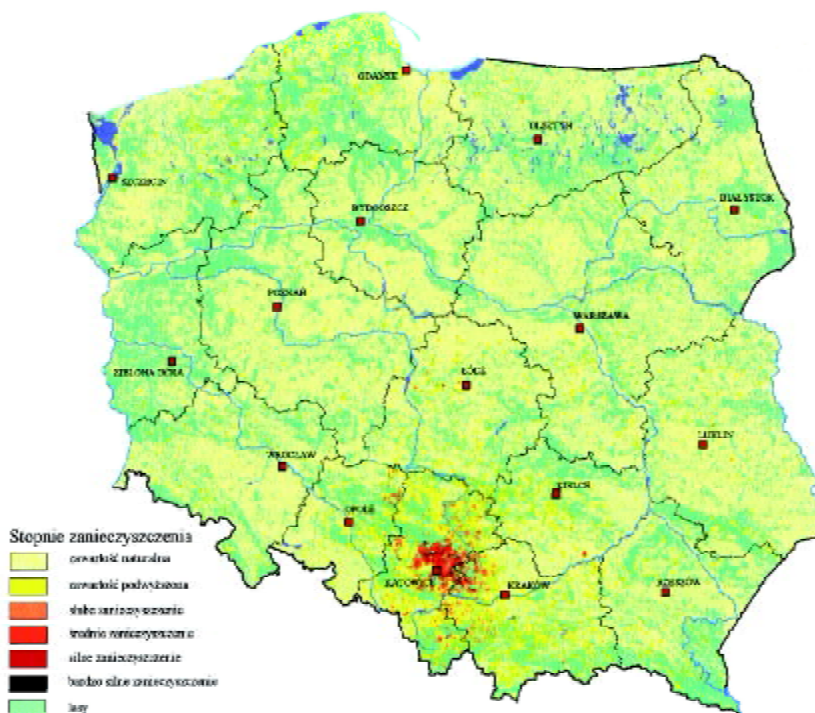 GDAŃSK
OLSZTYN
SZCZECIN
BIAŁYSTOK
BYDGOSZCZ
POZNAŃ
WARSZAWA
ZIELONA GÓRA
ŁÓDŹ
LUBLIN
WROCŁAW
KIELCE
OPOLE
Stopnie zanieczyszczenia
zawartość naturalna
zawartość podwyższona
KATOWICE
KRAKÓW
RZESZÓW
słabe zanieczyszczenie
średnie zanieczyszczenie
silne zanieczyszczenie
bardzo silne zanieczyszczenie
lasy